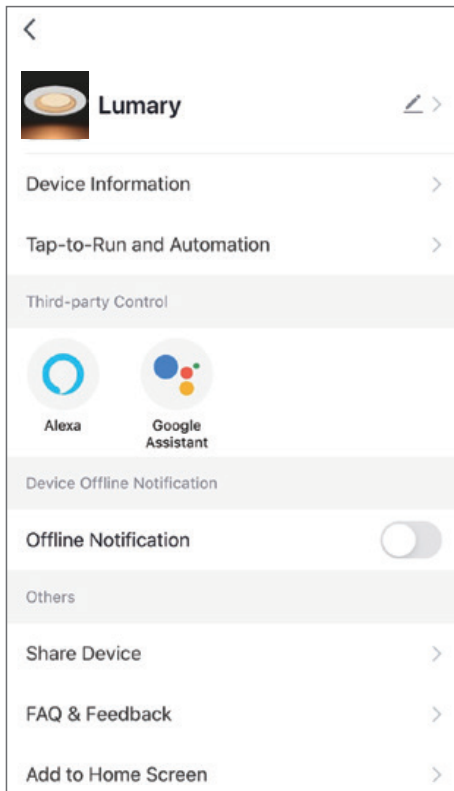 Lumary
Device Information
Tap-to-Run and Automation
Third-party Control
Alexa
Google
Assistant
Device Offline Notification
Offline Notification
Others
Share Device
FAQ & Feedback
Add to Home Screen